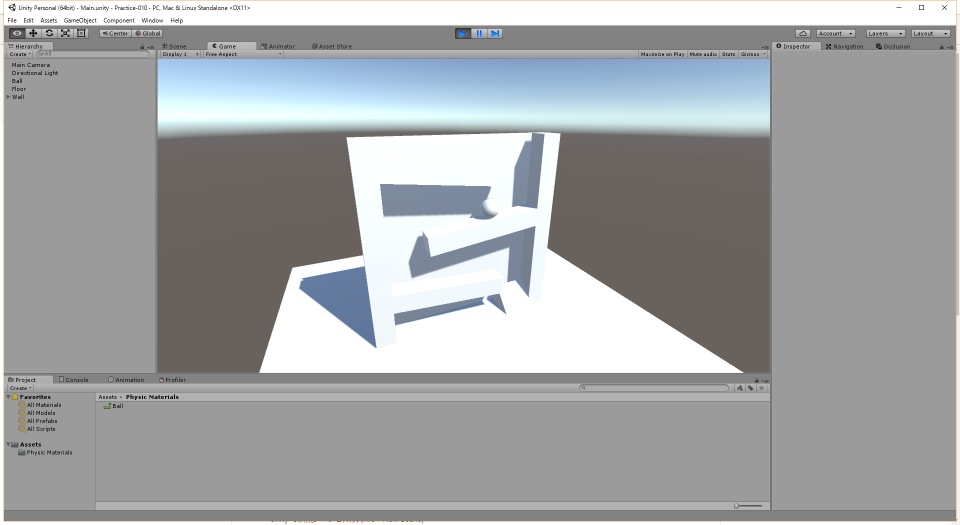 Unity Personal (64bit) - Main.unity - Practice-010 - PC, Mac & Linux Standalone <DX11>
File Edit Assets GameObject Component Window Help
Center Global Account Layers Layout
Hierarchy Scene Game Animator Asset Store Inspector Navigation Occlusion
Create All Display 1 Free Aspect Maximize on Play Mute audio Stats Gizmos
Main Camera
Directional Light
Ball
Floor
Wall
Project Console Animation Profiler
Create
Favorites
All Materials
All Models
All Prefabs
All Scripts
Assets
Physic Materials
Assets Physic Materials
Ball